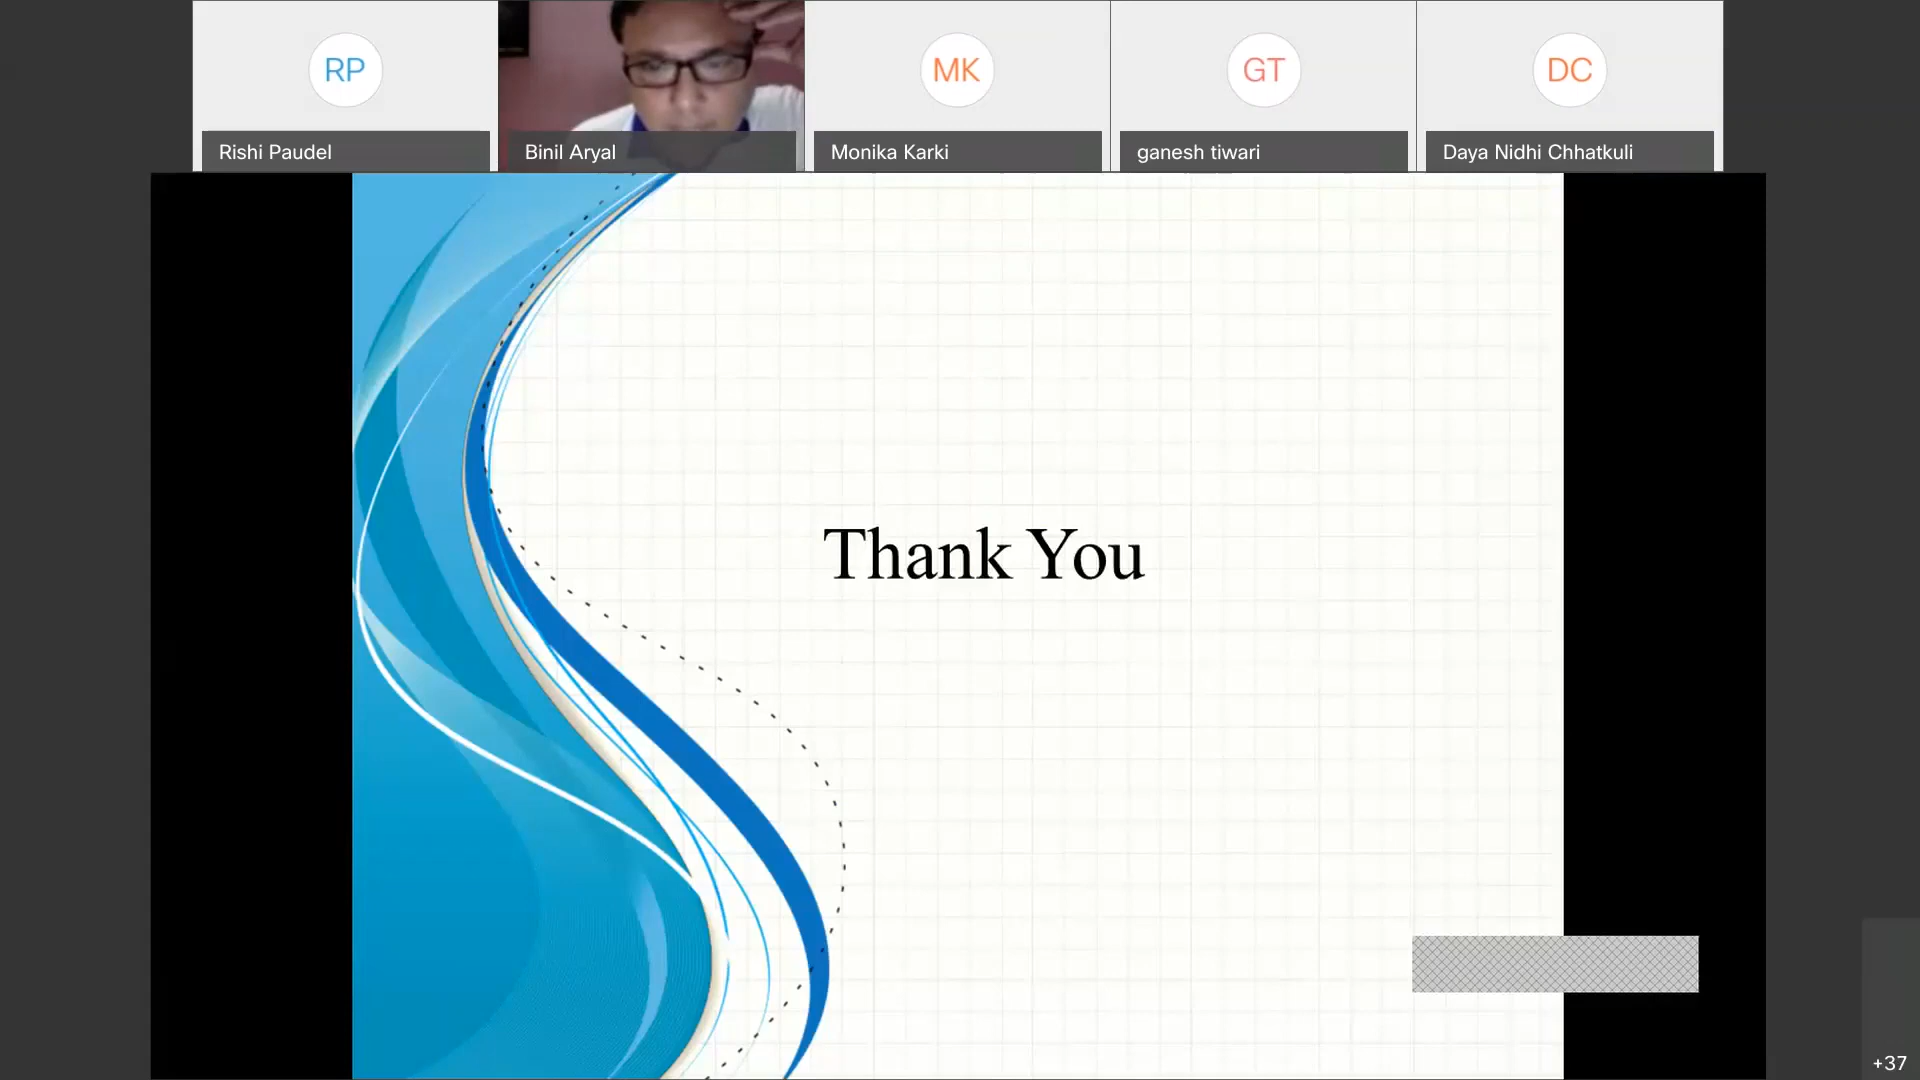 RP
MK
GT
DC
Rishi Paudel
Binil Aryal
Monika Karki
ganesh tiwari
Daya Nidhi Chhatkuli
Thank You
+37